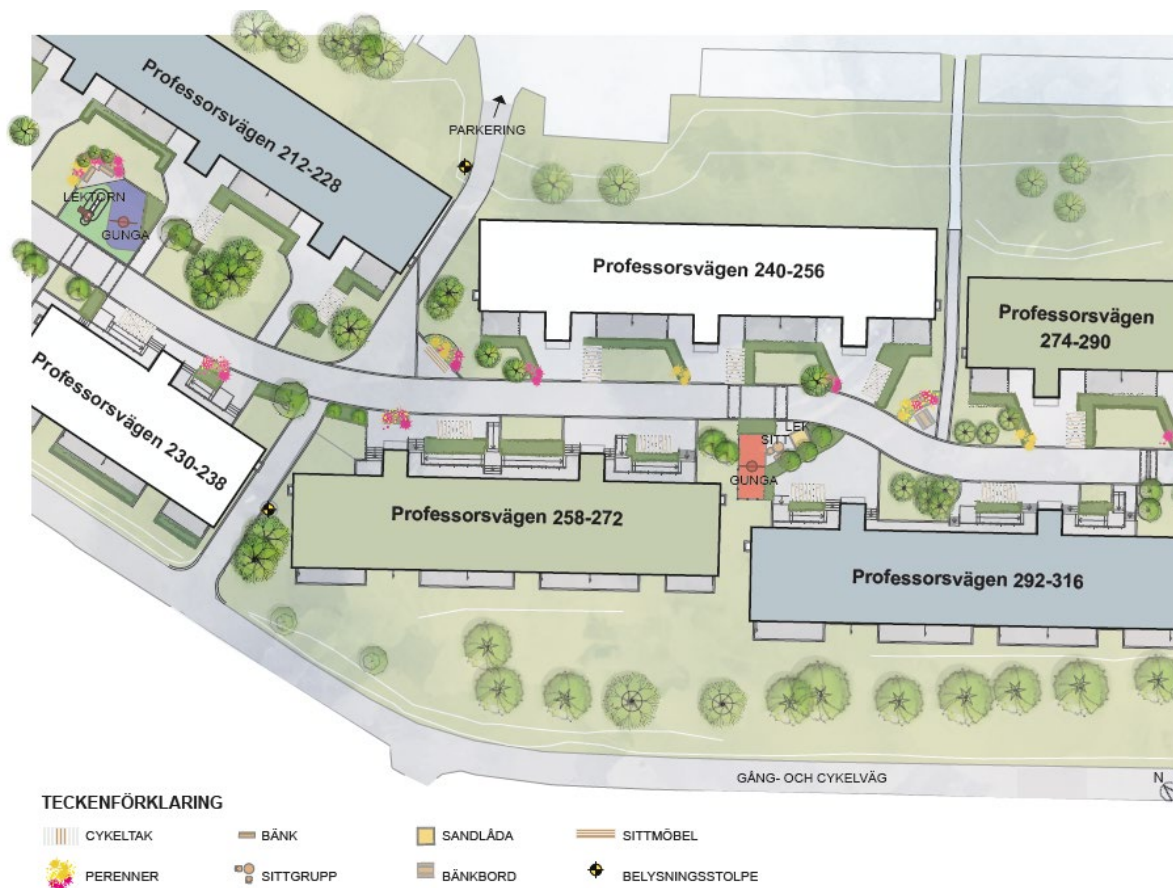 Professorsvägen 212-228
PARKERING
LEKTORN
GUNGA
Professorsvägen 240-256
Professorsvägen
274-290
Professorsvägen 230-238
LEK
SITT
GUNGA
Professorsvägen 258-272
Professorsvägen 292-316
GÅNG- OCH CYKELVÄG
N
TECKENFÖRKLARING
CYKELTAK
BÄNK
SANDLÅDA
SITTMÖBEL
PERENNER
SITTGRUPP
BÄNKBORD
BELYSNINGSSTOLPE